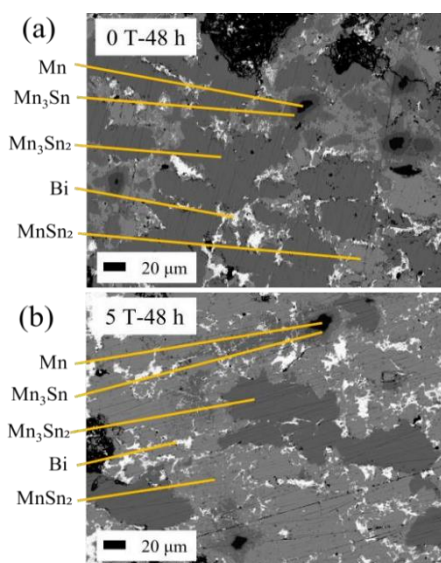 (a)
0 T-48 h
Mn
Mn₃Sn
Mn₃Sn₂
Bi
MnSn₂
20 μm
(b)
5 T-48 h
Mn
Mn₃Sn
Mn₃Sn₂
Bi
MnSn₂
20 μm